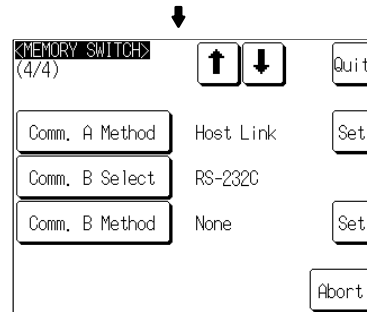 <MEMORY SWITCH>
(4/4)
Quit
Comm. A Method Host Link Set
Comm. B Select RS-232C
Comm. B Method None Set
Abort